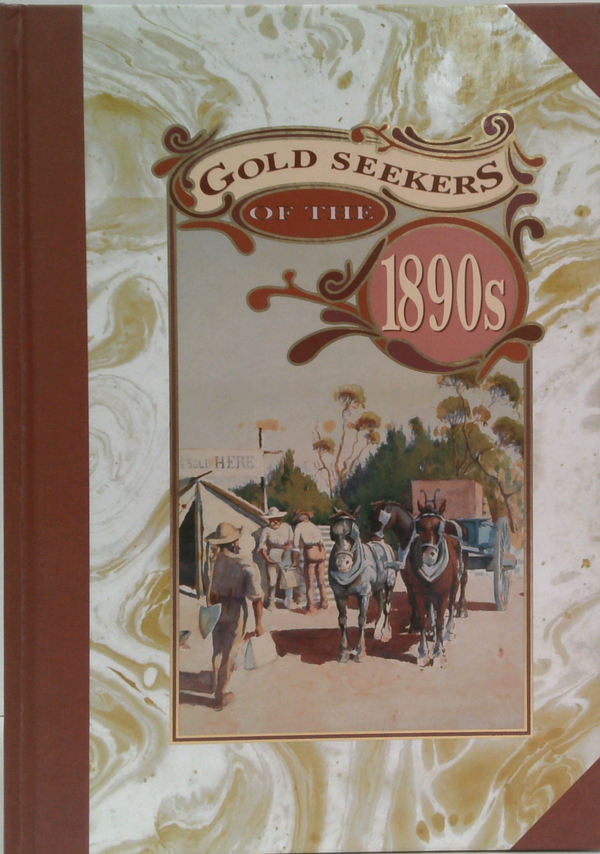 GOLD SEEKERS
OF THE
1890s
HERE